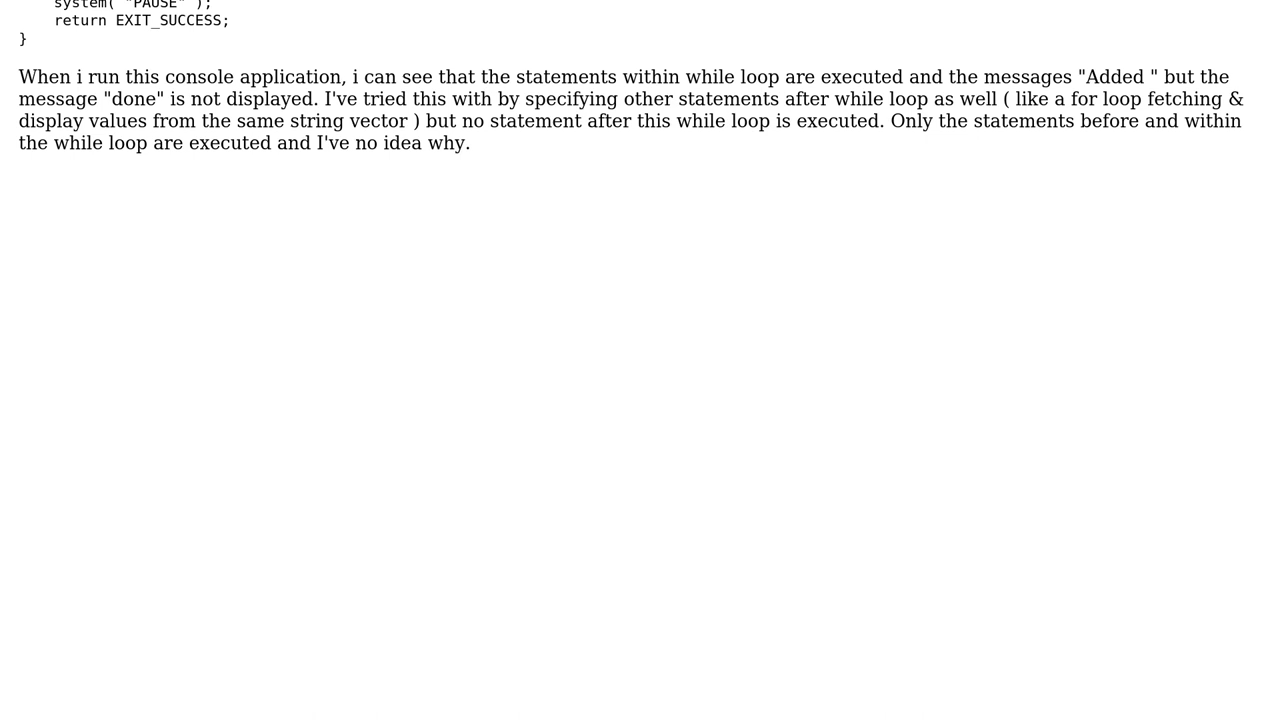 system( "PAUSE" );
return EXIT_SUCCESS;
}
When i run this console application, i can see that the statements within while loop are executed and the messages "Added " but the
message "done" is not displayed. I've tried this with by specifying other statements after while loop as well ( like a for loop fetching &
display values from the same string vector ) but no statement after this while loop is executed. Only the statements before and within
the while loop are executed and I've no idea why.